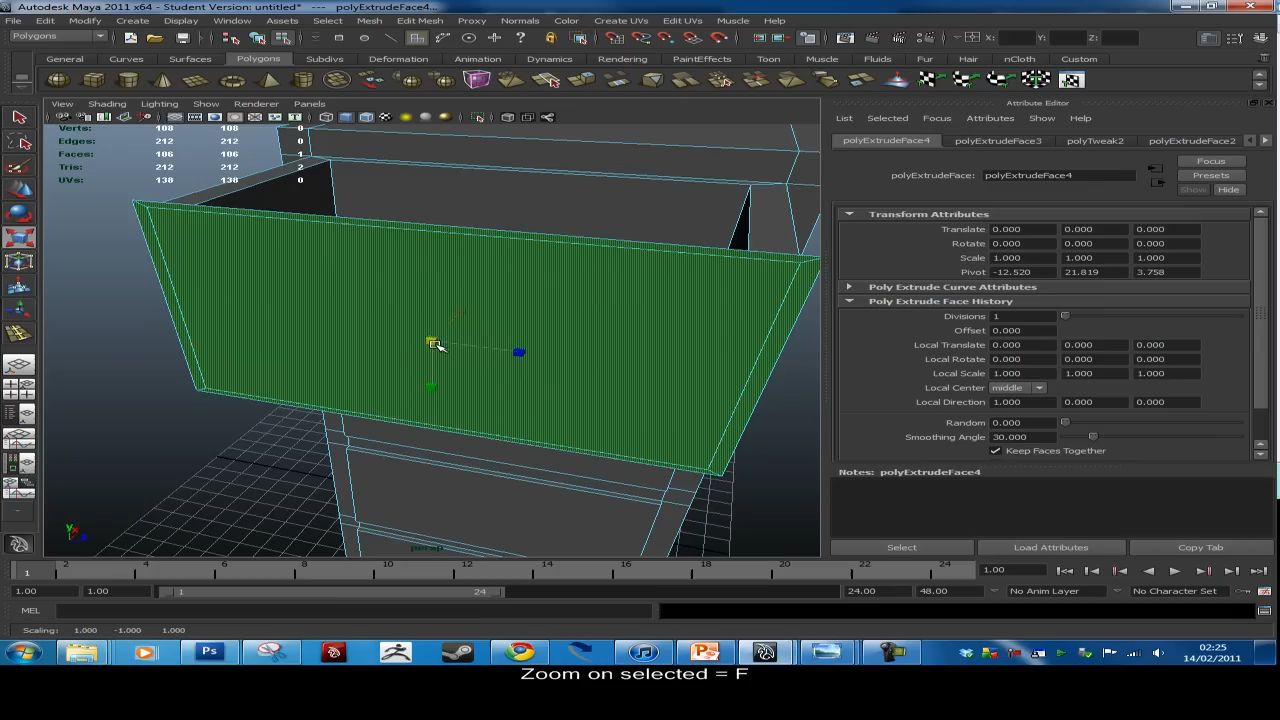 Autodesk Maya 2011 x64 - Student Version: untitled* --- polyExtrudeFace4...
File Modify Create Display Window Assets Select Mesh Edit Mesh Proxy Normals Color Create UVs Edit UVs Muscle Help
Polygons X: Y: Z:
General Curves Surfaces Polygons Subdivs Deformation Animation Dynamics Rendering PaintEffects Toon Muscle Fluids Fur Hair nCloth Custom
View Shading Lighting Show Renderer Panels
Attribute Editor
List Selected Focus Attributes Show Help
Verts: 108 108 0
Edges: 212 212 0
Faces: 106 106 1
Tris: 212 212 2
UVs: 138 138 0
polyExtrudeFace4 polyExtrudeFace3 polyTweak2 polyExtrudeFace2
Focus
polyExtrudeFace: polyExtrudeFace4 Presets
Show Hide
Transform Attributes
Translate 0.000 0.000 0.000
Rotate 0.000 0.000 0.000
Scale 1.000 1.000 1.000
Pivot -12.520 21.819 3.758
Poly Extrude Curve Attributes
Poly Extrude Face History
Divisions 1
Offset 0.000
Local Translate 0.000 0.000 0.000
Local Rotate 0.000 0.000 0.000
Local Scale 1.000 1.000 1.000
Local Center middle
Local Direction 1.000 0.000 0.000
Random 0.000
Smoothing Angle 30.000
Keep Faces Together
Notes: polyExtrudeFace4
persp
Select Load Attributes Copy Tab
1 2 4 6 8 10 12 14 16 18 20 22 24 1.00
1.00 1.00 1 24 24.00 48.00 No Anim Layer No Character Set
MEL
Scaling: 1.000 -1.000 1.000
02:25
14/02/2011
Zoom on selected = F